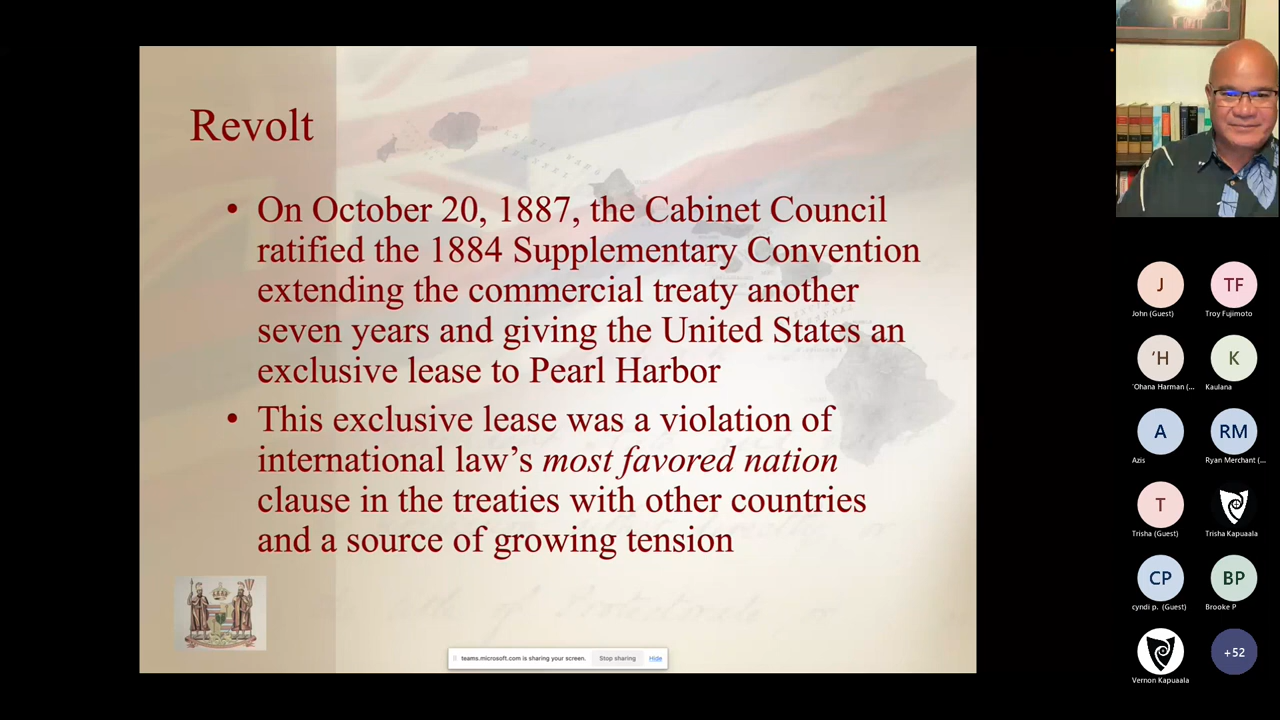 Revolt
• On October 20, 1887, the Cabinet Council
ratified the 1884 Supplementary Convention
extending the commercial treaty another
seven years and giving the United States an
exclusive lease to Pearl Harbor
• This exclusive lease was a violation of
international law's most favored nation
clause in the treaties with other countries
and a source of growing tension
teams.microsoft.com is sharing your screen. Stop sharing Hide
J TF
John (Guest) Troy Fujimoto
'H K
'Ohana Harman (... Kaulana
A RM
Azis Ryan Merchant (...
T
Trisha (Guest) Trisha Kapuaala
CP BP
cyndi p. (Guest) Brooke P
+52
Vernon Kapuaala